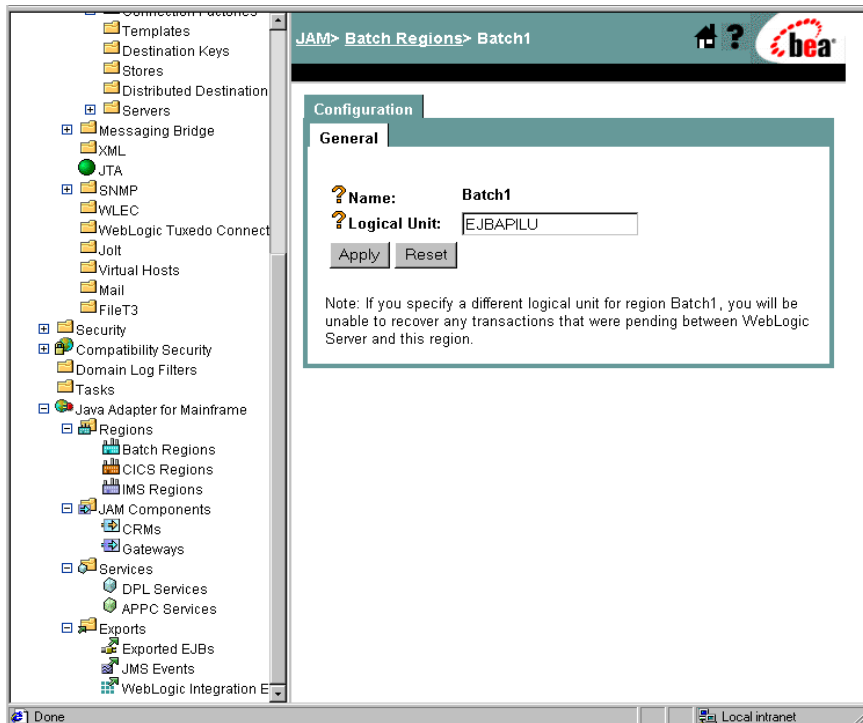 Connection Factories
Templates
Destination Keys
Stores
Distributed Destination
Servers
Messaging Bridge
XML
JTA
SNMP
WLEC
WebLogic Tuxedo Connect
Jolt
Virtual Hosts
Mail
FileT3
Security
Compatibility Security
Domain Log Filters
Tasks
Java Adapter for Mainframe
Regions
Batch Regions
CICS Regions
IMS Regions
JAM Components
CRMs
Gateways
Services
DPL Services
APPC Services
Exports
Exported EJBs
JMS Events
WebLogic Integration E
JAM> Batch Regions> Batch1
?
bea
Configuration
General
? Name: Batch1
? Logical Unit: EJBAPILU
Apply Reset
Note: If you specify a different logical unit for region Batch1, you will be
unable to recover any transactions that were pending between WebLogic
Server and this region.
Done
Local intranet